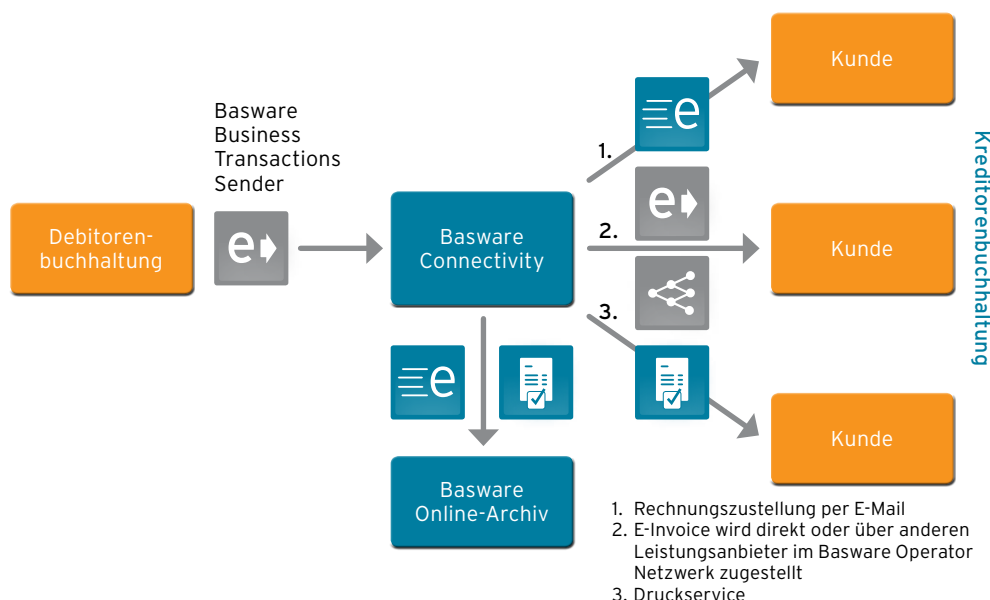 Basware
Business
Transactions
Sender
Debitoren-
buchhaltung
e
Basware
Connectivity
1.
e
e
2.
3.
Kunde
Kunde
Kunde
Kreditorenbuchhaltung
e
Basware
Online-Archiv
1. Rechnungszustellung per E-Mail
2. E-Invoice wird direkt oder über anderen
Leistungsanbieter im Basware Operator
Netzwerk zugestellt
3. Druckservice